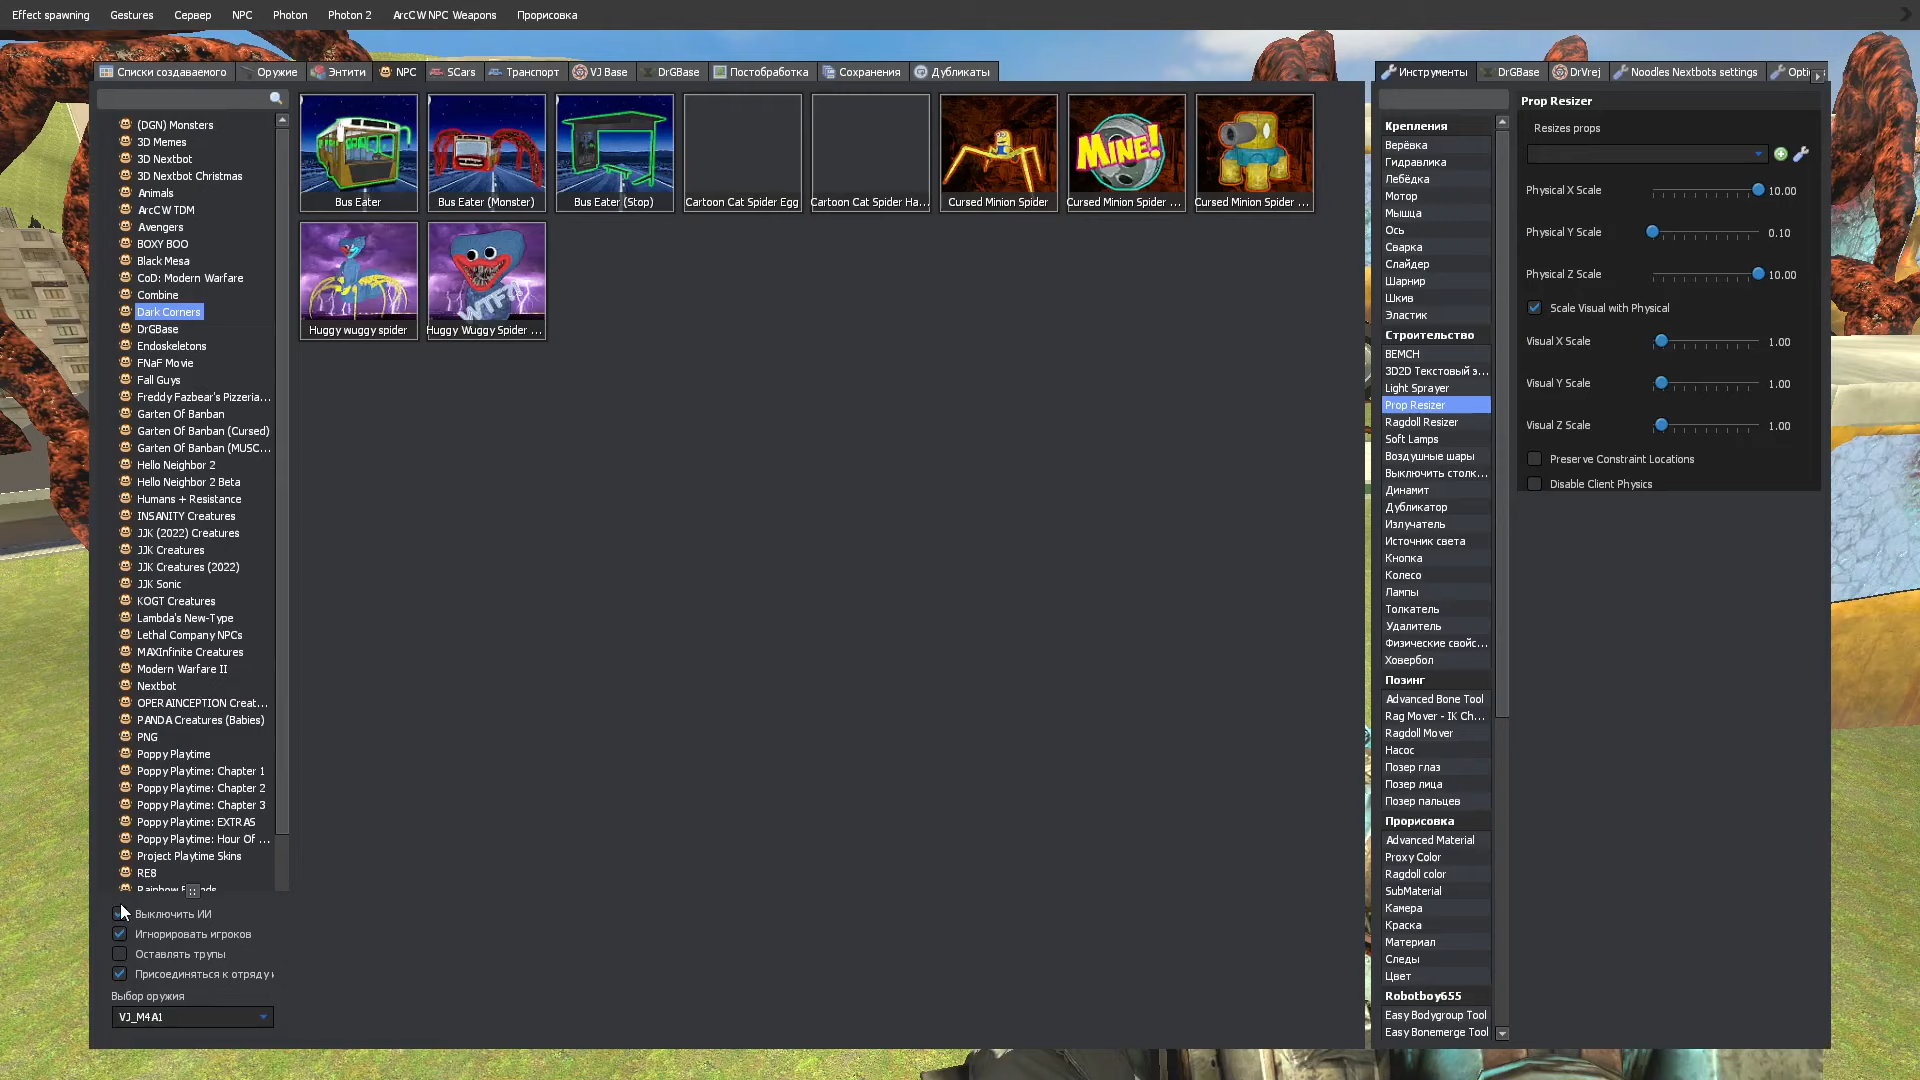 Effect spawning Gestures Сервер NPC Photon Photon 2 ArcCW NPC Weapons Прорисовка
Списки создаваемого Оружие Энтити NPC SCars Транспорт VJ Base DrGBase Постобработка Сохранения Дубликаты
(DGN) Monsters
3D Memes
3D Nextbot
3D Nextbot Christmas
Animals
ArcCW TDM
Avengers
BOXY BOO
Black Mesa
CoD: Modern Warfare
Combine
Dark Corners
DrGBase
Endoskeletons
FNaF Movie
Fall Guys
Freddy Fazbear's Pizzeria...
Garten Of Banban
Garten Of Banban (Cursed)
Garten Of Banban (MUSC...
Hello Neighbor 2
Hello Neighbor 2 Beta
Humans + Resistance
INSANITY Creatures
JJK (2022) Creatures
JJK Creatures
JJK Creatures (2022)
JJK Sonic
KOGT Creatures
Lambda's New-Type
Lethal Company NPCs
MAXInfinite Creatures
Modern Warfare II
Nextbot
OPERAINCEPTION Creat...
PANDA Creatures (Babies)
PNG
Poppy Playtime
Poppy Playtime: Chapter 1
Poppy Playtime: Chapter 2
Poppy Playtime: Chapter 3
Poppy Playtime: EXTRAS
Poppy Playtime: Hour Of ...
Project Playtime Skins
RE8
Выключить ИИ
Игнорировать игроков
Оставлять трупы
Присоединяться к отряду
Выбор оружия
VJ_M4A1
Bus Eater
Bus Eater (Monster)
Bus Eater (Stop)
Cartoon Cat Spider Egg
Cartoon Cat Spider Ha...
Cursed Minion Spider
MiNE!
Cursed Minion Spider ...
Cursed Minion Spider ...
Huggy wuggy spider
WTF?!
Huggy Wuggy Spider ...
Инструменты DrGBase DrVrej Noodles Nextbots settings
Крепления
Верёвка
Гидравлика
Лебёдка
Мотор
Мышца
Ось
Сварка
Слайдер
Шарнир
Шкив
Эластик
Строительство
BEMCH
3D2D Текстовый э...
Light Sprayer
Prop Resizer
Ragdoll Resizer
Soft Lamps
Воздушные шары
Выключить столк...
Динамит
Дубликатор
Излучатель
Источник света
Кнопка
Колесо
Лампы
Толкатель
Удалитель
Физические свойс...
Ховербол
Позинг
Advanced Bone Tool
Rag Mover - IK Ch...
Ragdoll Mover
Насос
Позер глаз
Позер лица
Позер пальцев
Прорисовка
Advanced Material
Proxy Color
Ragdoll color
SubMaterial
Камера
Краска
Материал
Следы
Цвет
Robotboy655
Easy Bodygroup Tool
Easy Bonemerge Tool
Prop Resizer
Resizes props
Physical X Scale 10.00
Physical Y Scale 0.10
Physical Z Scale 10.00
Scale Visual with Physical
Visual X Scale 1.00
Visual Y Scale 1.00
Visual Z Scale 1.00
Preserve Constraint Locations
Disable Client Physics